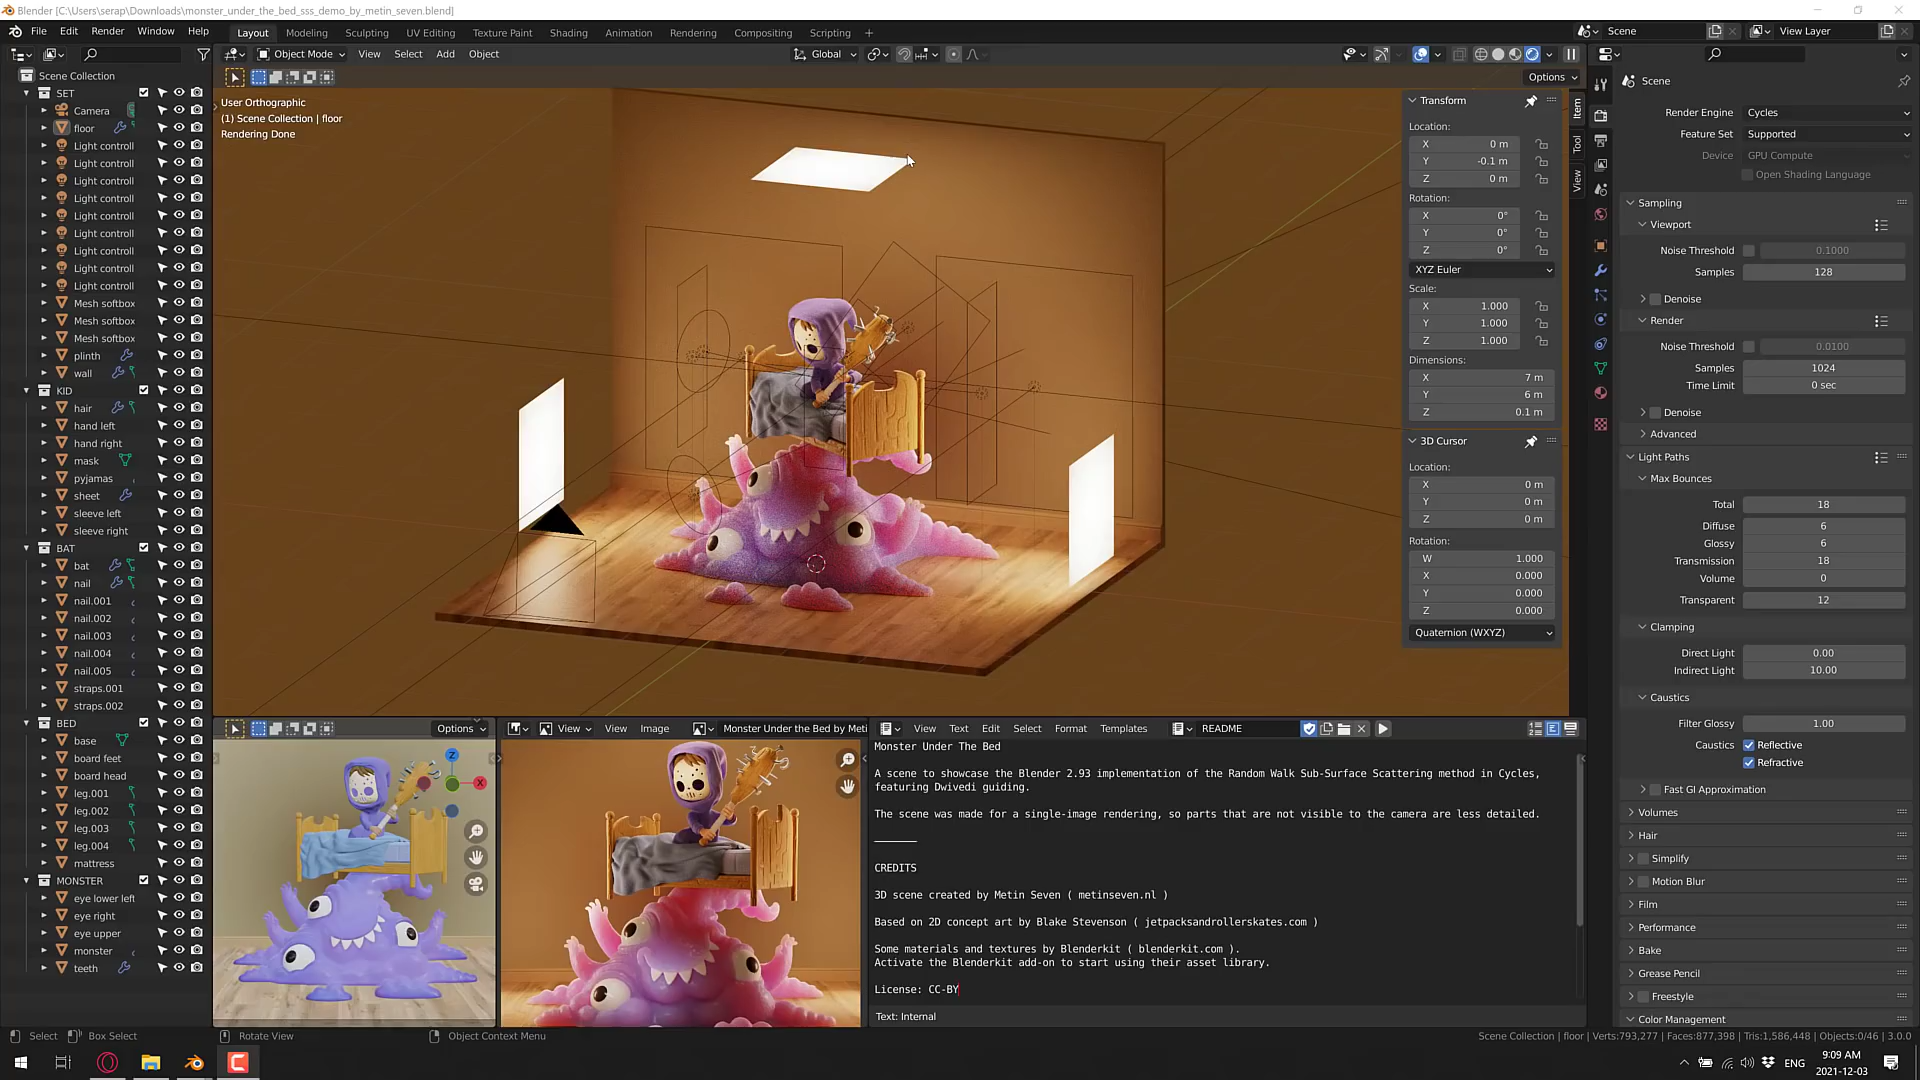 Blender [C:\Users\serap\Downloads\monster_under_the_bed_sss_demo_by_metin_seven.blend]
File Edit Render Window Help
Layout Modeling Sculpting UV Editing Texture Paint Shading Animation Rendering Compositing Scripting +
Scene
View Layer
Object Mode View Select Add Object
Global
Options
Scene Collection
SET
Camera
floor
Light controll
Light controll
Light controll
Light controll
Light controll
Light controll
Light controll
Light controll
Light controll
Mesh softbox
Mesh softbox
Mesh softbox
plinth
wall
KID
hair
hand left
hand right
mask
pyjamas
sheet
sleeve left
sleeve right
BAT
bat
nail
nail.001
nail.002
nail.003
nail.004
nail.005
straps.001
straps.002
BED
base
board feet
board head
leg.001
leg.002
leg.003
leg.004
mattress
MONSTER
eye lower left
eye right
eye upper
monster
teeth
User Orthographic
(1) Scene Collection | floor
Rendering Done
Transform
Location:
X 0 m
Y -0.1 m
Z 0 m
Rotation:
X 0°
Y 0°
Z 0°
XYZ Euler
Scale:
X 1.000
Y 1.000
Z 1.000
Dimensions:
X 7 m
Y 6 m
Z 0.1 m
3D Cursor
Location:
X 0 m
Y 0 m
Z 0 m
Rotation:
W 1.000
X 0.000
Y 0.000
Z 0.000
Quaternion (WXYZ)
Item
Tool
View
Scene
Render Engine Cycles
Feature Set Supported
Device GPU Compute
Open Shading Language
Sampling
Viewport
Noise Threshold 0.1000
Samples 128
Denoise
Render
Noise Threshold 0.0100
Samples 1024
Time Limit 0 sec
Denoise
Advanced
Light Paths
Max Bounces
Total 18
Diffuse 6
Glossy 6
Transmission 18
Volume 0
Transparent 12
Clamping
Direct Light 0.00
Indirect Light 10.00
Caustics
Filter Glossy 1.00
Caustics Reflective
Refractive
Fast GI Approximation
Volumes
Hair
Simplify
Motion Blur
Film
Performance
Bake
Grease Pencil
Freestyle
Color Management
Options
Z
X
View View Image Monster Under the Bed by Meti
View Text Edit Select Format Templates README
Monster Under The Bed
A scene to showcase the Blender 2.93 implementation of the Random Walk Sub-Surface Scattering method in Cycles,
featuring Dwivedi guiding.
The scene was made for a single-image rendering, so parts that are not visible to the camera are less detailed.
CREDITS
3D scene created by Metin Seven ( metinseven.nl )
Based on 2D concept art by Blake Stevenson ( jetpacksandrollerskates.com )
Some materials and textures by Blenderkit ( blenderkit.com ).
Activate the Blenderkit add-on to start using their asset library.
License: CC-BY
Text: Internal
Select Box Select Rotate View Object Context Menu
Scene Collection | floor | Verts:793,277 | Faces:877,398 | Tris:1,586,448 | Objects:0/46 | 3.0.0
ENG
9:09 AM
2021-12-03